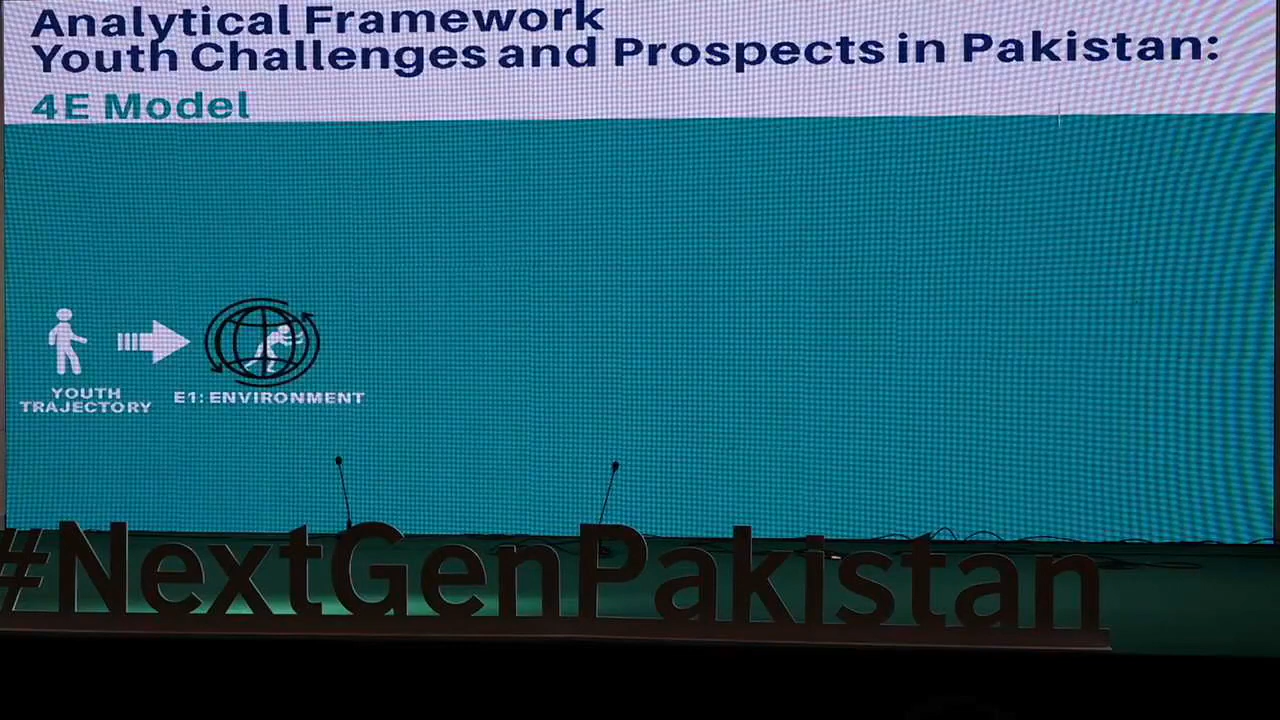 Analytical Framework
Youth Challenges and Prospects in Pakistan:
4E Model
YOUTH
TRAJECTORY
E1: ENVIRONMENT
#NextGenPakistan